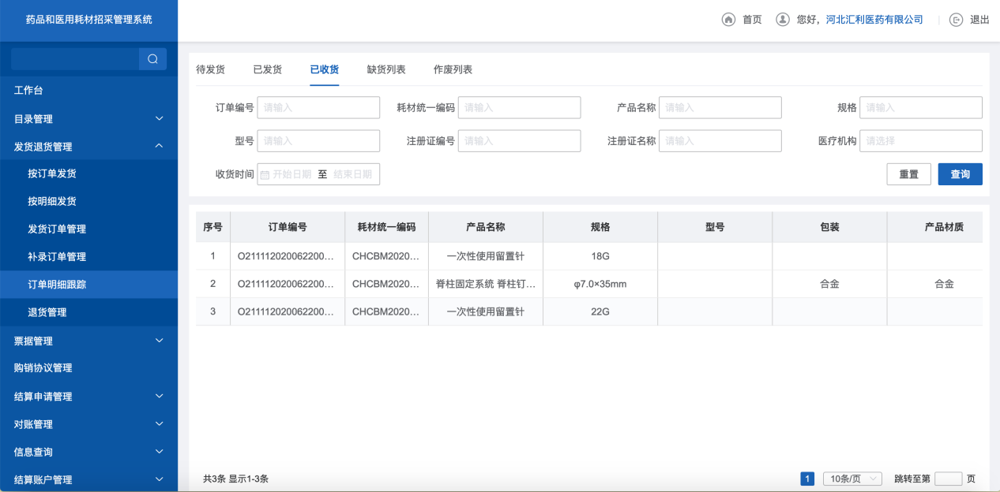 药品和医用耗材招采管理系统
首页 您好，河北汇利医药有限公司 退出
工作台
目录管理
发货退货管理
按订单发货
按明细发货
发货订单管理
补录订单管理
订单明细跟踪
退货管理
票据管理
购销协议管理
结算申请管理
对账管理
信息查询
结算账户管理
待发货 已发货 已收货 缺货列表 作废列表
订单编号 请输入 耗材统一编码 请输入 产品名称 请输入 规格 请输入
型号 请输入 注册证编号 请输入 注册证名称 请输入 医疗机构 请选择
收货时间 开始日期 至 结束日期 重置 查询
序号 订单编号 耗材统一编码 产品名称 规格 型号 包装 产品材质
1 O211112020062200... CHCBM2020... 一次性使用留置针 18G
2 O211112020062200... CHCBM2020... 脊柱固定系统 脊柱钉... φ7.0×35mm 合金 合金
3 O211112020062200... CHCBM2020... 一次性使用留置针 22G
共3条 显示1-3条 1 10条/页 跳转至第 页